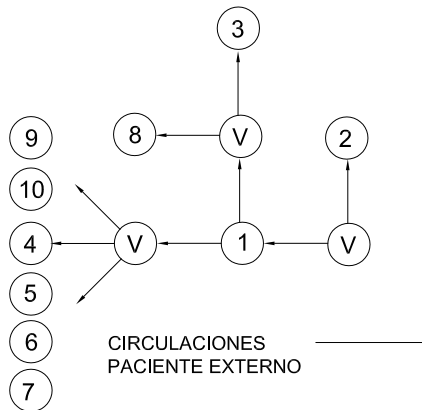 3
9 8 V 2
10
4 V 1 V
5
6
CIRCULACIONES
PACIENTE EXTERNO
7